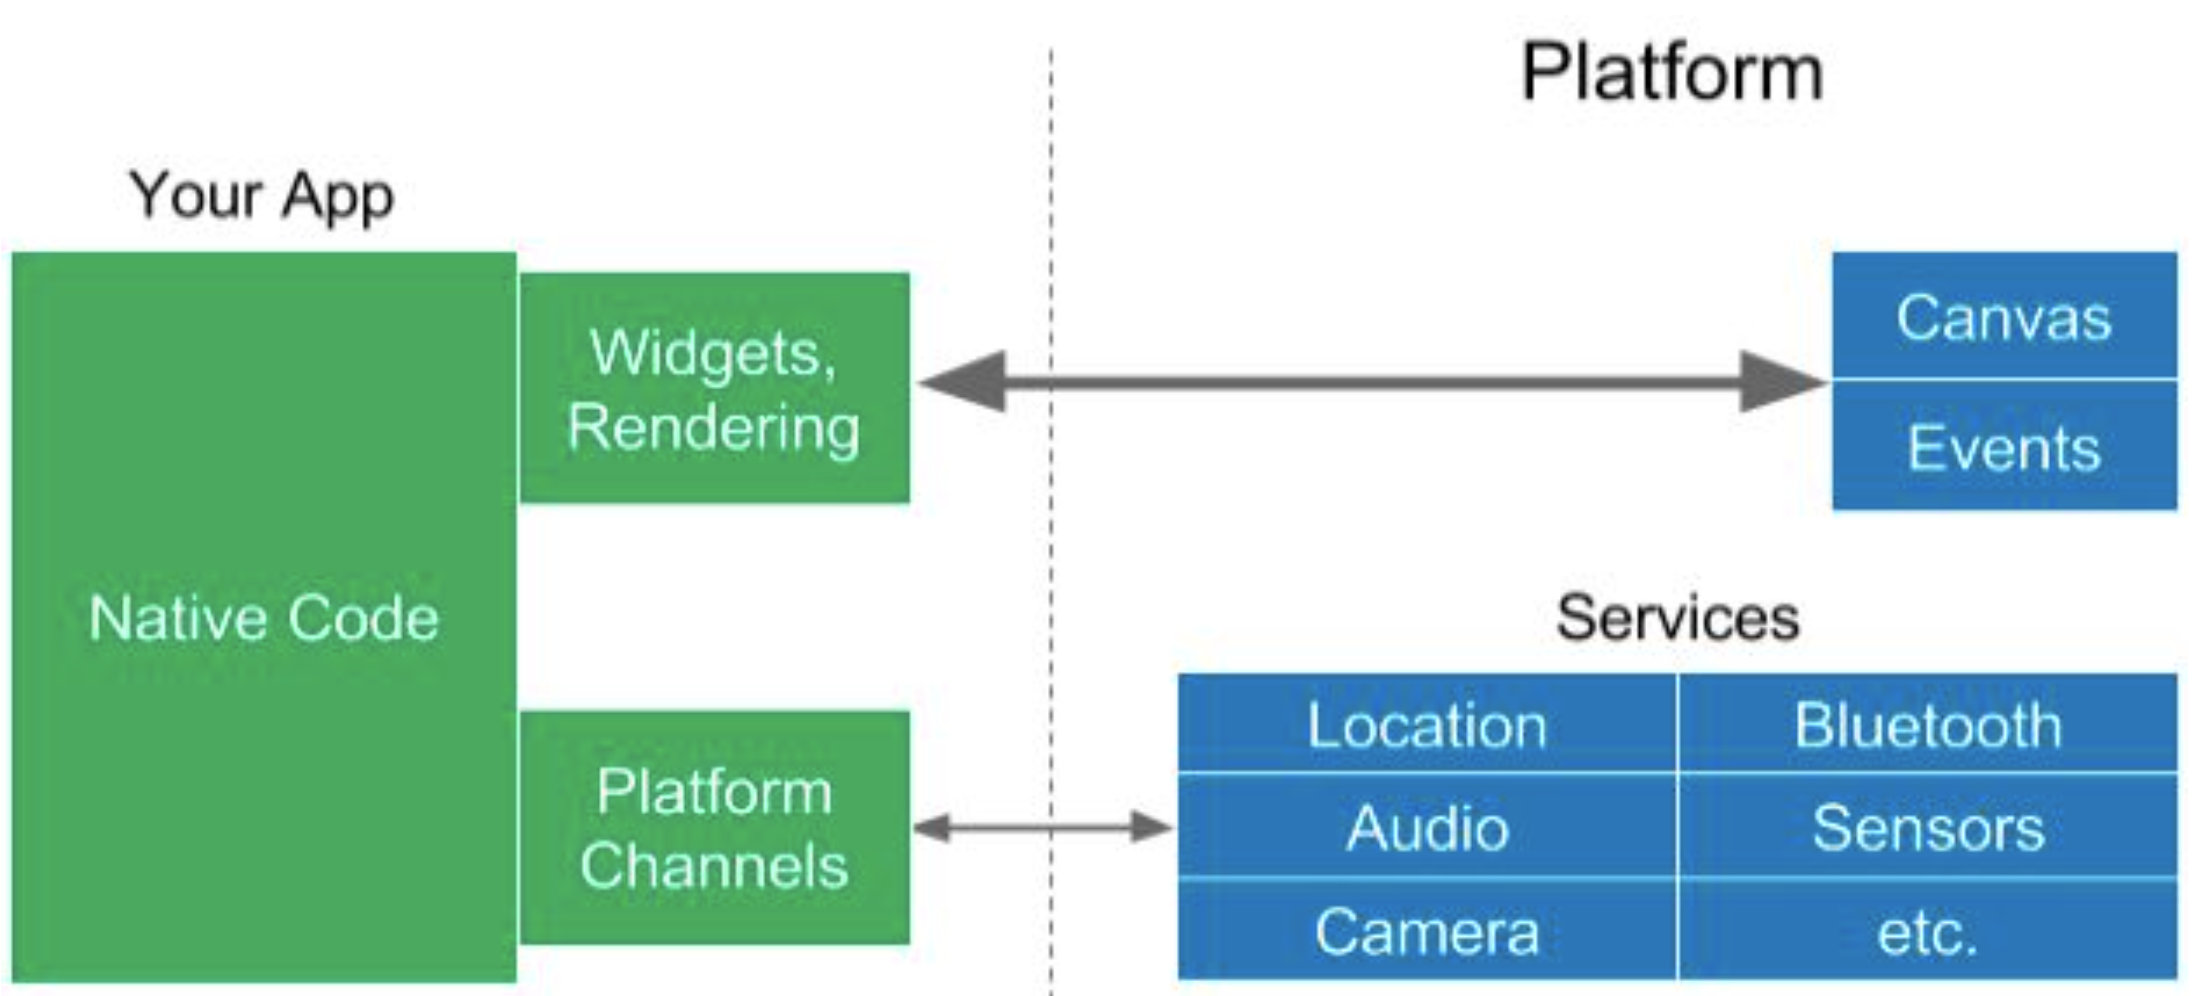 Platform
Your App
Widgets,
Rendering
Canvas
Events
Native Code
Services
Platform
Channels
Location
Bluetooth
Audio
Sensors
Camera
etc.